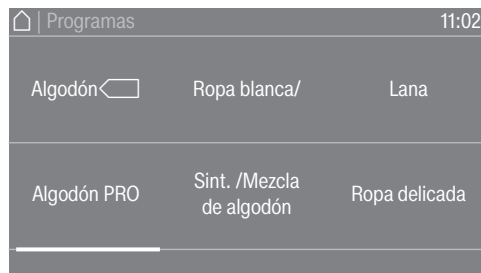 | Programas
11:02
Algodón
Ropa blanca/
Lana
Algodón PRO
Sint. /Mezcla
de algodón
Ropa delicada